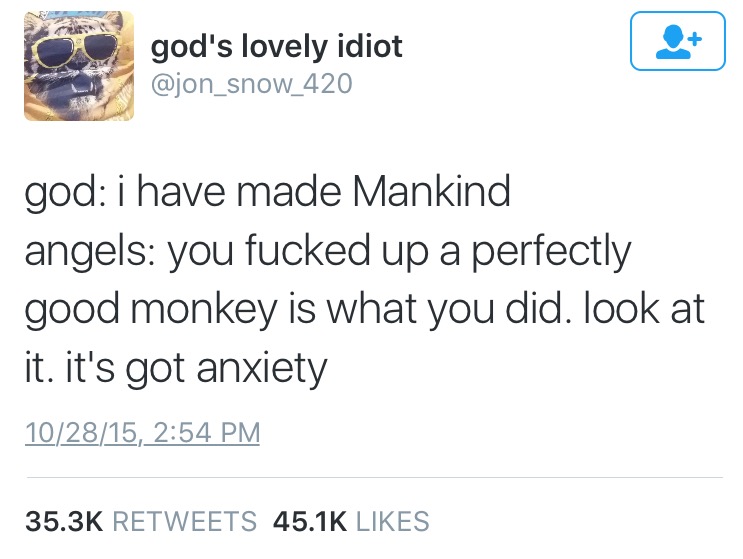 god's lovely idiot
@jon_snow_420
god: i have made Mankind
angels: you fucked up a perfectly
good monkey is what you did. look at
it. it's got anxiety
10/28/15, 2:54 PM
35.3K RETWEETS 45.1K LIKES